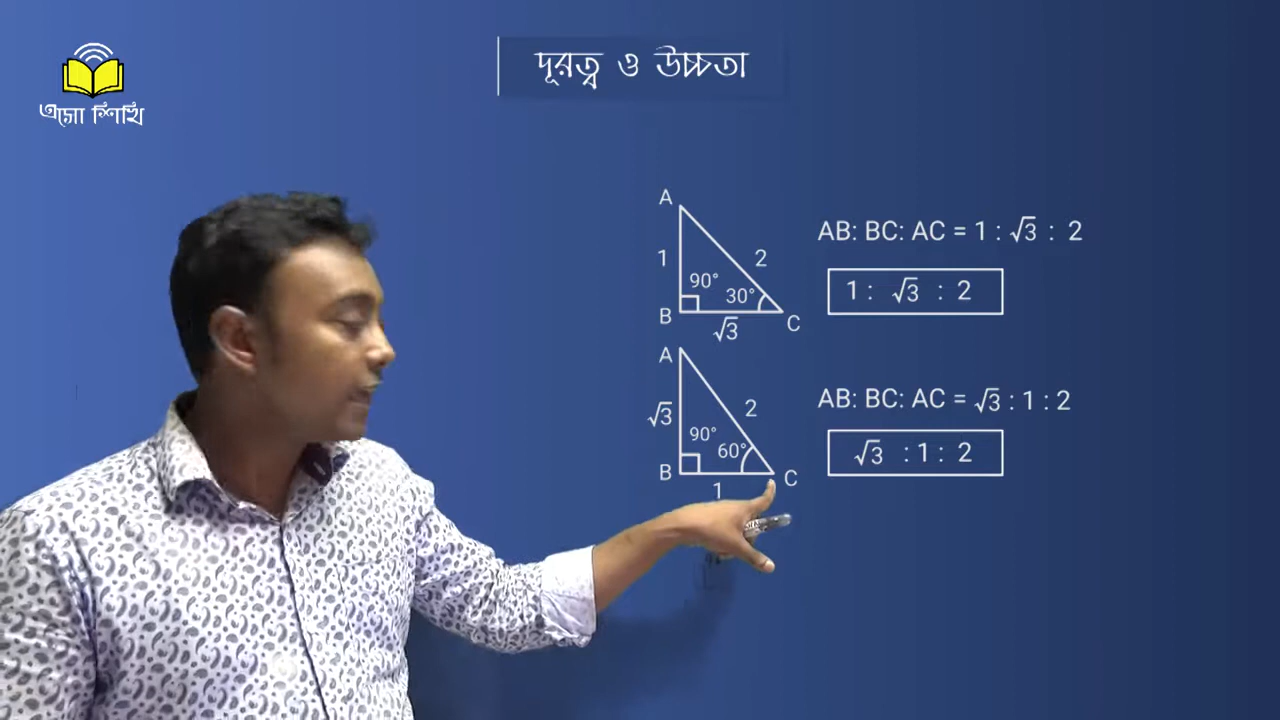 এসো শিখি
দূরত্ব ও উচ্চতা
A
1
2
90°
30°
B
√3
C
AB: BC: AC = 1 : √3 : 2
1 : √3 : 2
A
√3
2
90°
60°
B
1
C
AB: BC: AC = √3 : 1 : 2
√3 : 1 : 2